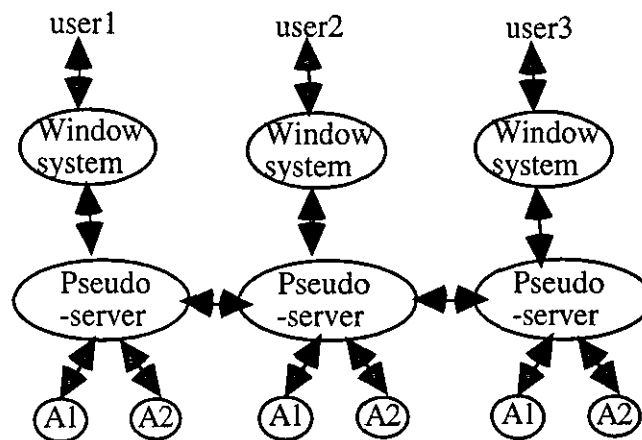 user1 user2 user3
Window Window Window
system system system
Pseudo Pseudo Pseudo
-server -server -server
A1 A2 A1 A2 A1 A2